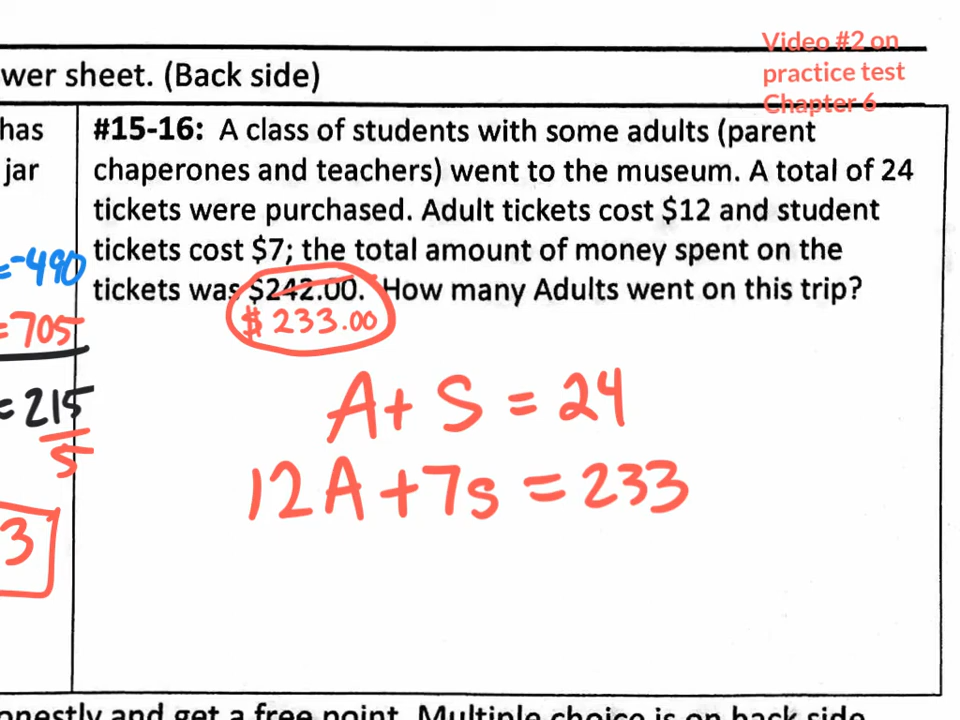 Video #2 on
practice test
Chapter 6
wer sheet. (Back side)
has
jar
=-490
=705
=215
5
3
#15-16: A class of students with some adults (parent
chaperones and teachers) went to the museum. A total of 24
tickets were purchased. Adult tickets cost $12 and student
tickets cost $7; the total amount of money spent on the
tickets was $242.00. How many Adults went on this trip?
$ 233.00
A+ S = 24
12A+7s = 233
onestly and get a free point. Multiple choice is on back side